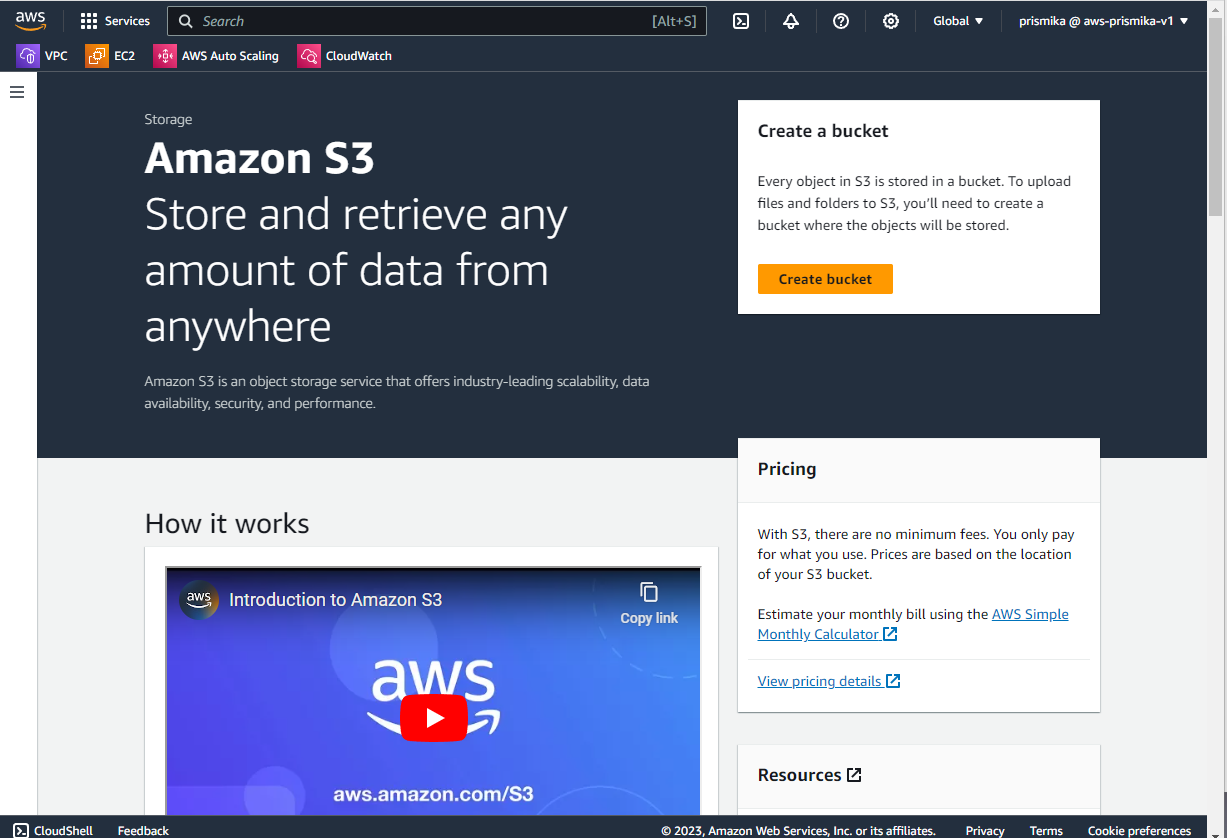 aws
Services
Search
[Alt+S]
Global
prismika @ aws-prismika-v1
VPC
EC2
AWS Auto Scaling
CloudWatch
Storage
Amazon S3
Store and retrieve any
amount of data from
anywhere
Amazon S3 is an object storage service that offers industry-leading scalability, data
availability, security, and performance.
Create a bucket
Every object in S3 is stored in a bucket. To upload
files and folders to S3, you’ll need to create a
bucket where the objects will be stored.
Create bucket
How it works
aws
Introduction to Amazon S3
Copy link
aws
aws.amazon.com/S3
Pricing
With S3, there are no minimum fees. You only pay
for what you use. Prices are based on the location
of your S3 bucket.
Estimate your monthly bill using the AWS Simple
Monthly Calculator
View pricing details
Resources
CloudShell
Feedback
© 2023, Amazon Web Services, Inc. or its affiliates.
Privacy
Terms
Cookie preferences